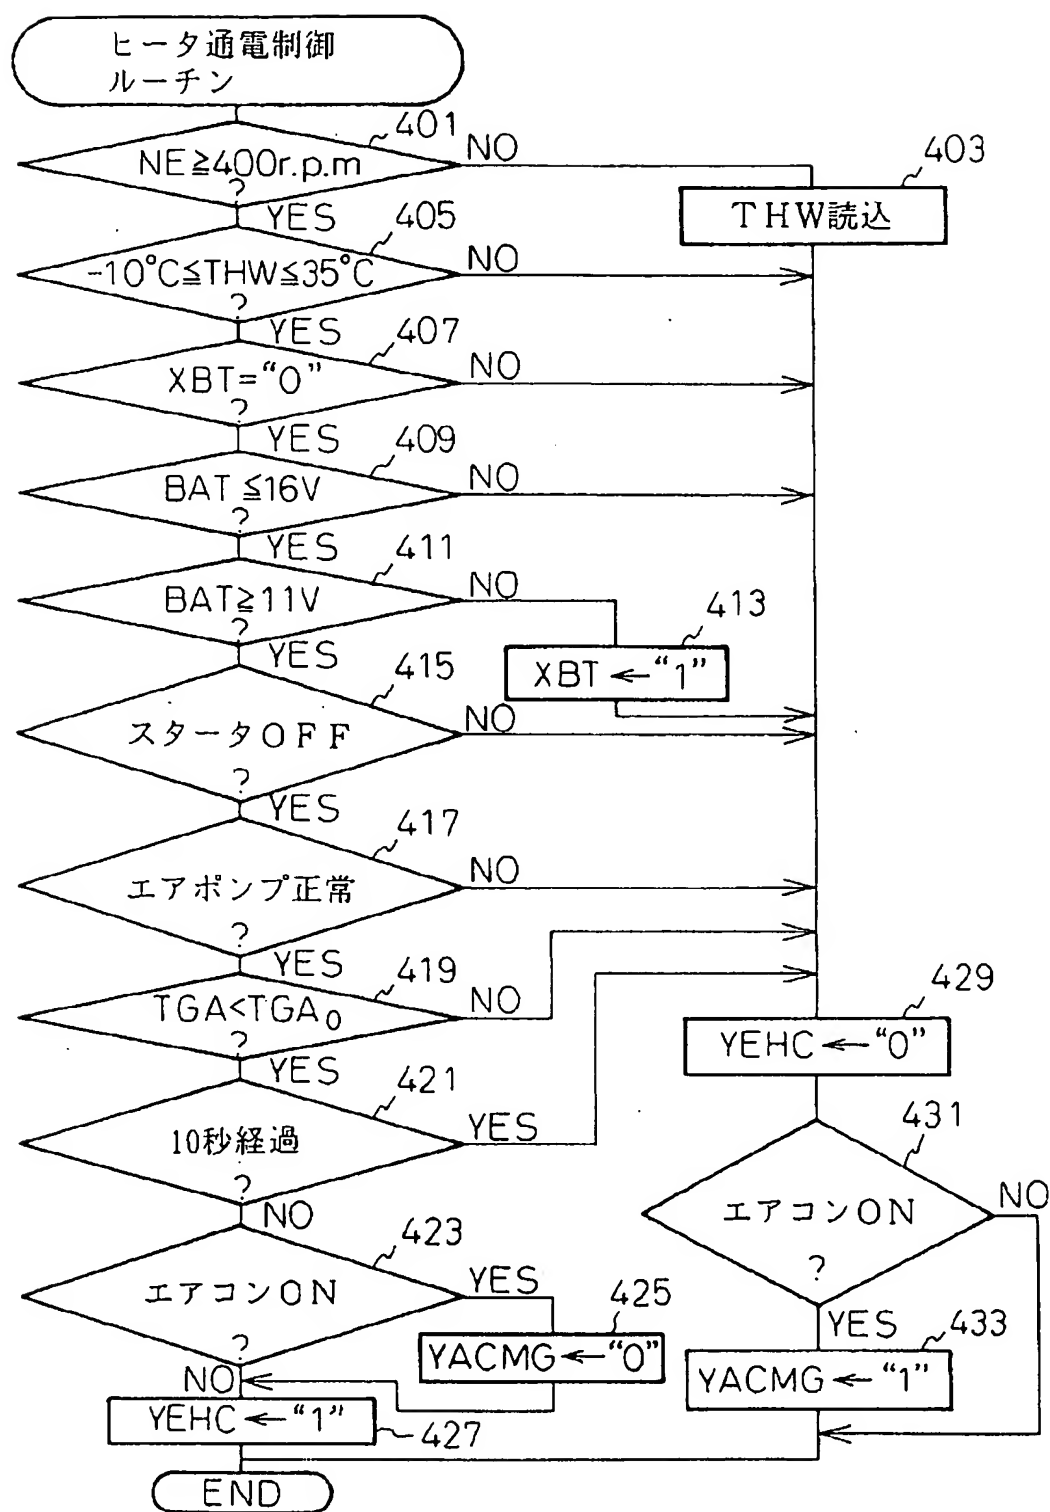 ヒータ通電制御
ルーチン
401
NE≧400r.p.m
?
NO
YES
403
THW読込
405
-10°C≦THW≦35°C
?
NO
YES
407
XBT=“0”
?
NO
YES
409
BAT≦16V
?
NO
YES
411
BAT≧11V
?
NO
YES
413
XBT←“1”
415
スタータOFF
?
NO
YES
417
エアポンプ正常
?
NO
YES
419
TGA<TGA₀
?
NO
YES
421
10秒経過
?
YES
NO
423
エアコンON
?
YES
NO
425
YACMG←“0”
YEHC←“1”
427
429
YEHC←“0”
431
エアコンON
?
NO
YES
433
YACMG←“1”
END